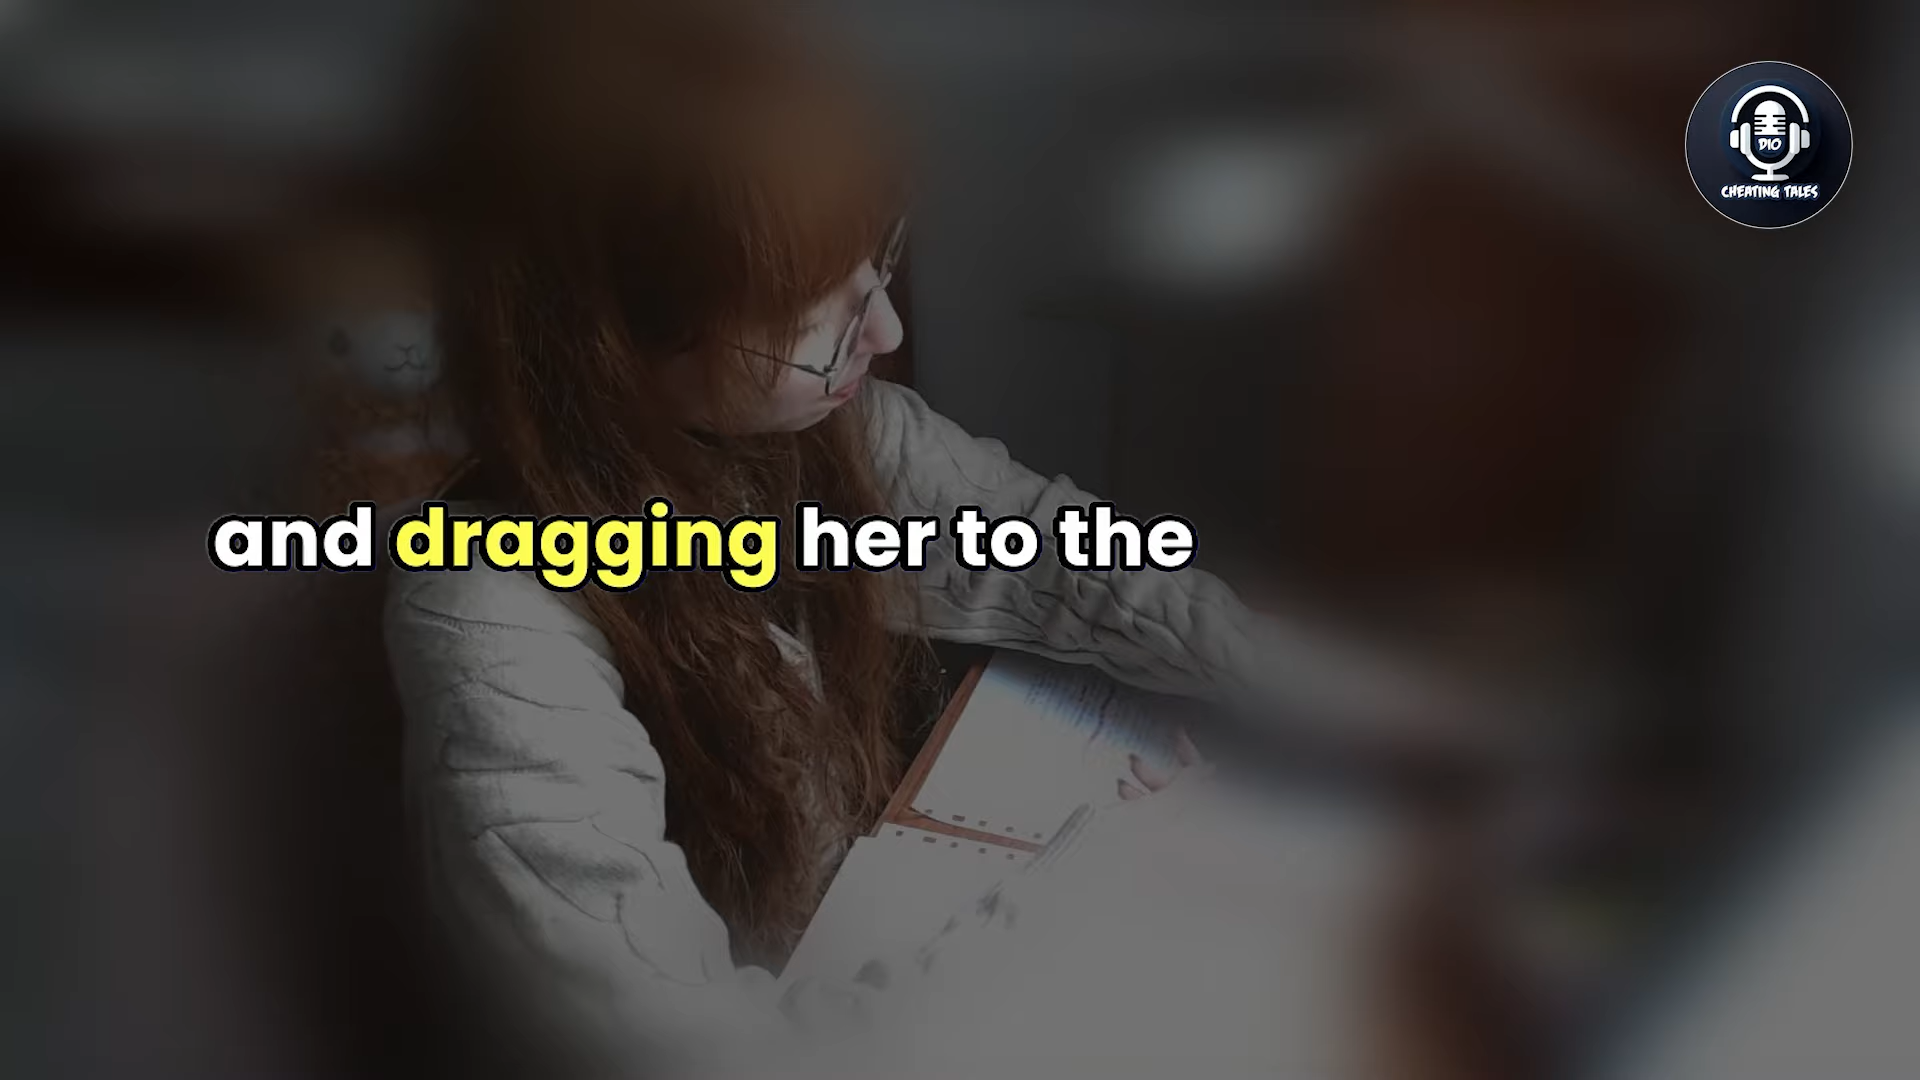 DIO
CHEATING TALES
and dragging her to the